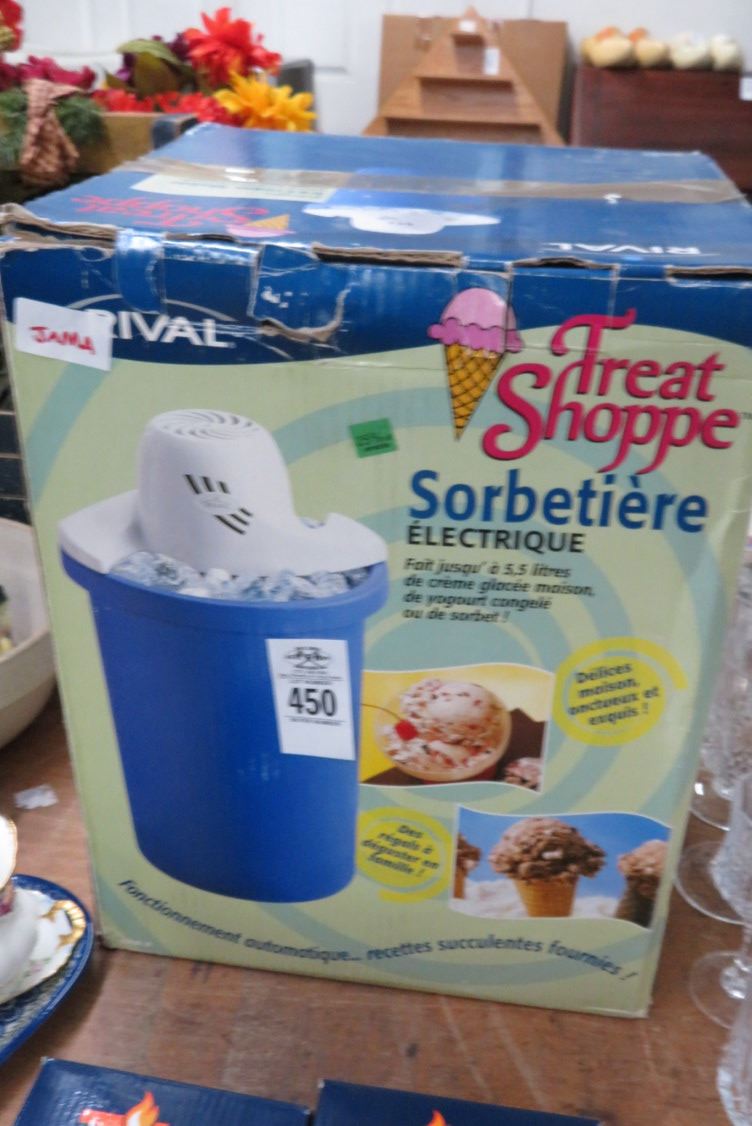 Treat
Shoppe
RIVAL
JAMA
RIVAL
Treat
Shoppe
Sorbetière
ÉLECTRIQUE
Fait jusqu' à 5,5 litres
de crème glacée maison,
de yogourt congelé
ou de sorbet !
450
Délices
maison,
onctueux et
exquis !
Des
régals à
déguster en
famille !
Fonctionnement automatique... recettes succulentes fournies !